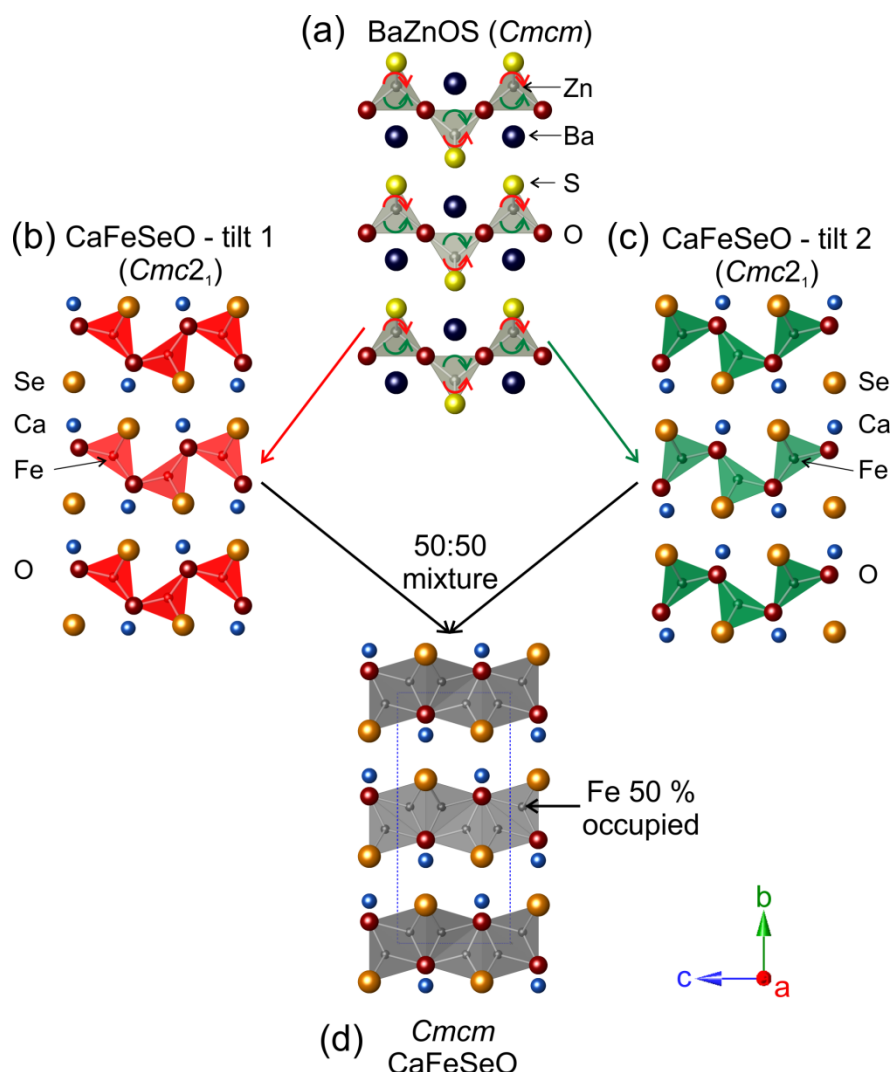 (a) BaZnOS (Cmcm)
Zn
Ba
S
O
(b) CaFeSeO - tilt 1
(Cmc2₁)
Se
Ca
Fe
O
(c) CaFeSeO - tilt 2
(Cmc2₁)
Se
Ca
Fe
O
50:50
mixture
Fe 50 %
occupied
b
c
a
(d) Cmcm
CaFeSeO